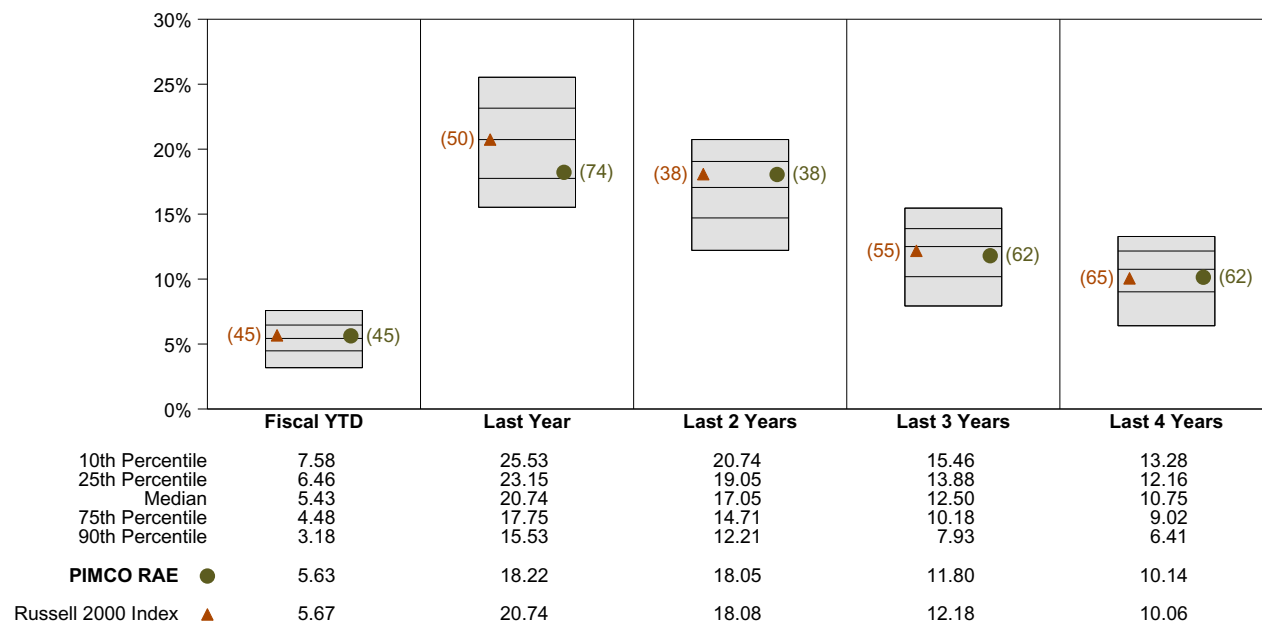 30%
25%
20%
15%
10%
5%
0%
(45) (45)
(50) (74)
(38) (38)
(55) (62)
(65) (62)
Fiscal YTD Last Year Last 2 Years Last 3 Years Last 4 Years
10th Percentile 7.58 25.53 20.74 15.46 13.28
25th Percentile 6.46 23.15 19.05 13.88 12.16
Median 5.43 20.74 17.05 12.50 10.75
75th Percentile 4.48 17.75 14.71 10.18 9.02
90th Percentile 3.18 15.53 12.21 7.93 6.41
PIMCO RAE 5.63 18.22 18.05 11.80 10.14
Russell 2000 Index 5.67 20.74 18.08 12.18 10.06